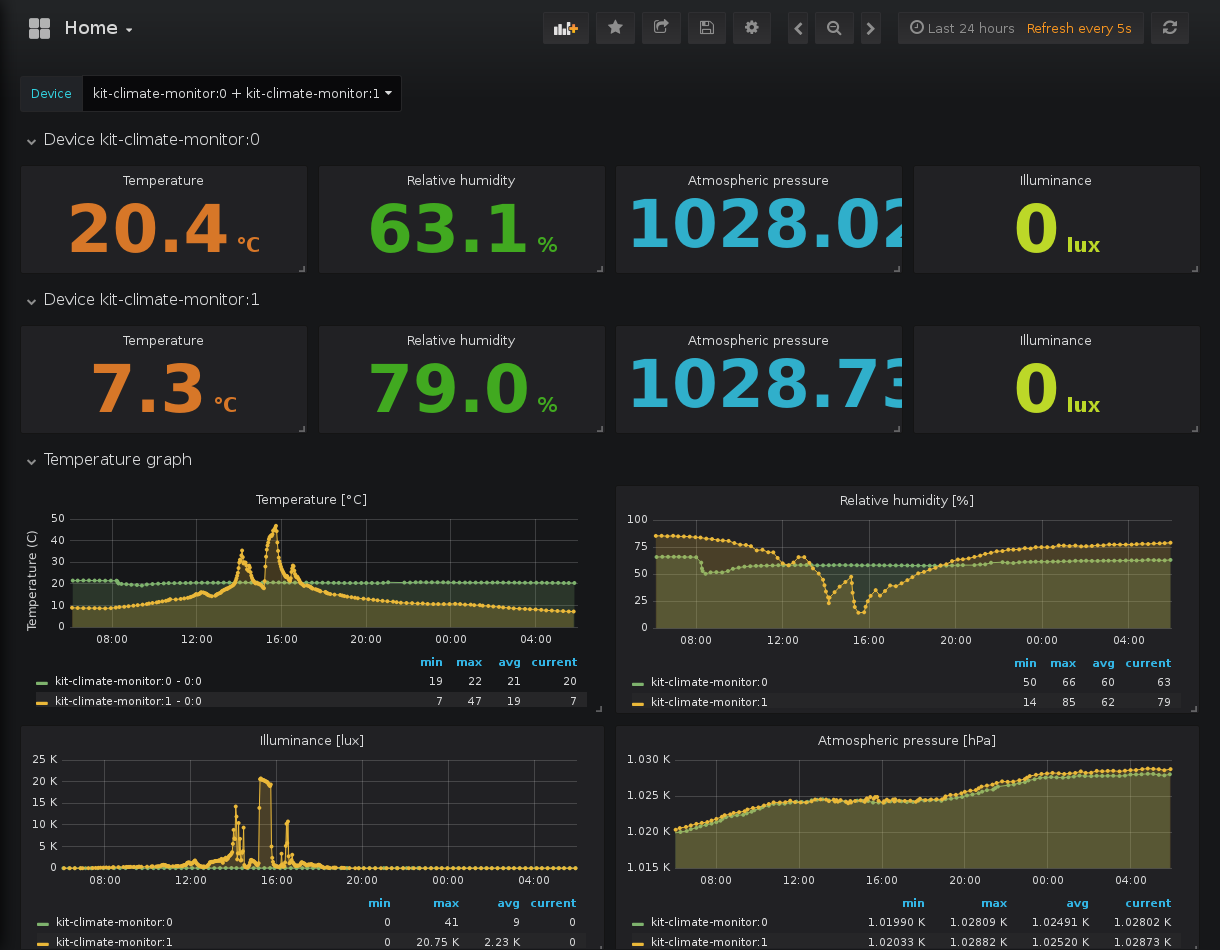 Home
Last 24 hours Refresh every 5s
Device kit-climate-monitor:0 + kit-climate-monitor:1
Device kit-climate-monitor:0
Temperature
20.4 °C
Relative humidity
63.1 %
Atmospheric pressure
1028.02
Illuminance
0 lux
Device kit-climate-monitor:1
Temperature
7.3 °C
Relative humidity
79.0 %
Atmospheric pressure
1028.73
Illuminance
0 lux
Temperature graph
Temperature [°C]
Temperature (C)
50
40
30
20
10
0
08:00 12:00 16:00 20:00 00:00 04:00
min max avg current
kit-climate-monitor:0 - 0:0 19 22 21 20
kit-climate-monitor:1 - 0:0 7 47 19 7
Relative humidity [%]
100
75
50
25
0
08:00 12:00 16:00 20:00 00:00 04:00
min max avg current
kit-climate-monitor:0 50 66 60 63
kit-climate-monitor:1 14 85 62 79
Illuminance [lux]
25 K
20 K
15 K
10 K
5 K
0
08:00 12:00 16:00 20:00 00:00 04:00
min max avg current
kit-climate-monitor:0 0 41 9 0
kit-climate-monitor:1 0 20.75 K 2.23 K 0
Atmospheric pressure [hPa]
1.030 K
1.025 K
1.020 K
1.015 K
08:00 12:00 16:00 20:00 00:00 04:00
min max avg current
kit-climate-monitor:0 1.01990 K 1.02809 K 1.02491 K 1.02802 K
kit-climate-monitor:1 1.02033 K 1.02882 K 1.02520 K 1.02873 K